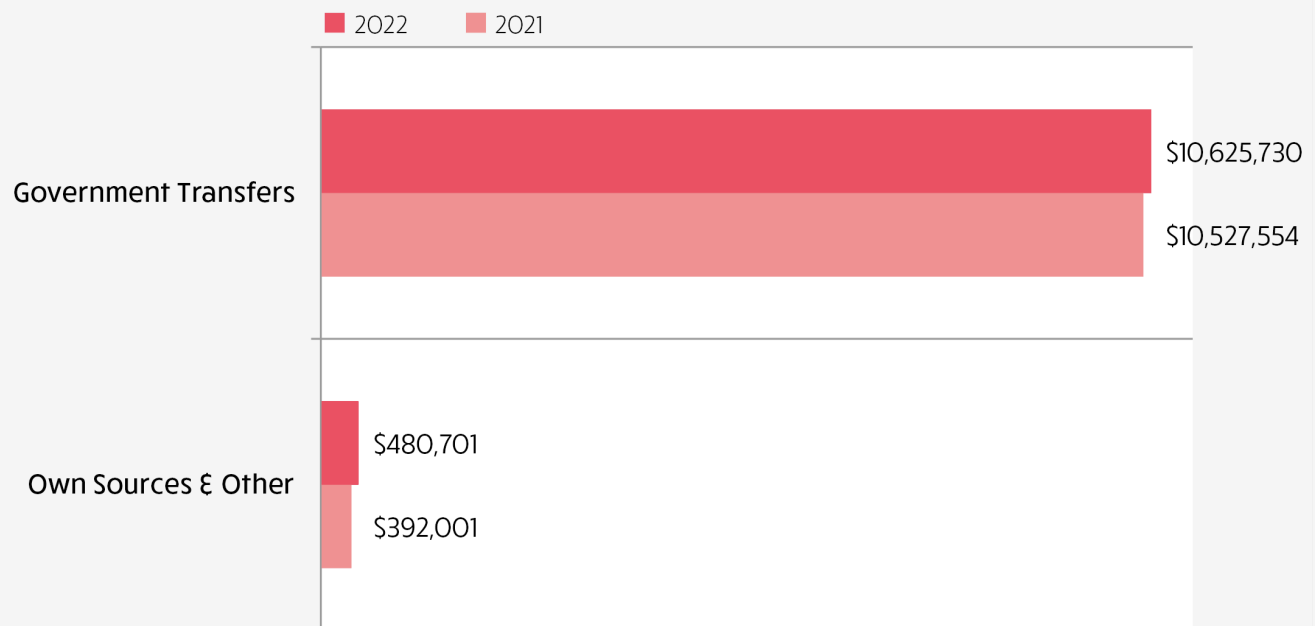 2022 2021
$10,625,730
Government Transfers
$10,527,554
$480,701
Own Sources & Other
$392,001